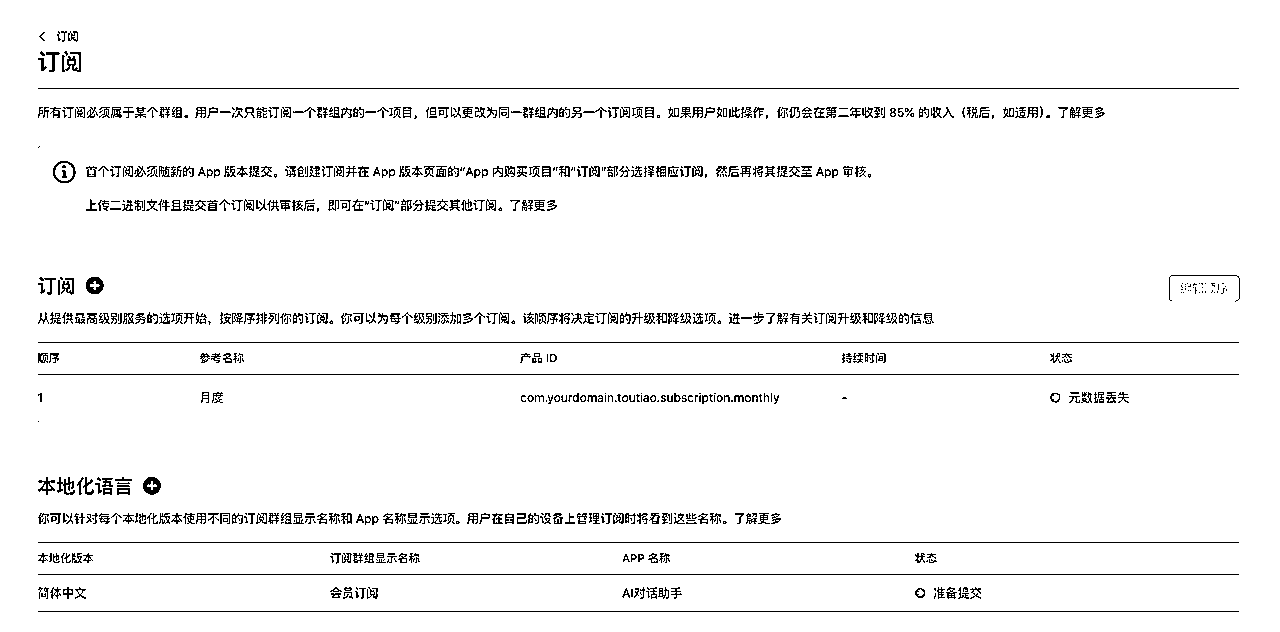 订阅
订阅
所有订阅必须属于某个群组。用户一次只能订阅一个群组内的一个项目，但可以更改为同一群组内的另一个订阅项目。如果用户如此操作，你仍会在第二年收到 85% 的收入（税后，如适用）。了解更多
首个订阅必须随新的 App 版本提交。请创建订阅并在 App 版本页面的“App 内购买项目”和“订阅”部分选择相应订阅，然后再将其提交至 App 审核。
上传二进制文件且提交首个订阅以供审核后，即可在“订阅”部分提交其他订阅。了解更多
订阅
编辑顺序
从提供最高级别服务的选项开始，按降序排列你的订阅。你可以为每个级别添加多个订阅。该顺序将决定订阅的升级和降级选项。进一步了解有关订阅升级和降级的信息
顺序 参考名称 产品 ID 持续时间 状态
1 月度 com.yourdomain.toutiao.subscription.monthly - 元数据丢失
本地化语言
你可以针对每个本地化版本使用不同的订阅群组显示名称和 App 名称显示选项。用户在自己的设备上管理订阅时将看到这些名称。了解更多
本地化版本 订阅群组显示名称 APP 名称 状态
简体中文 会员订阅 AI对话助手 准备提交